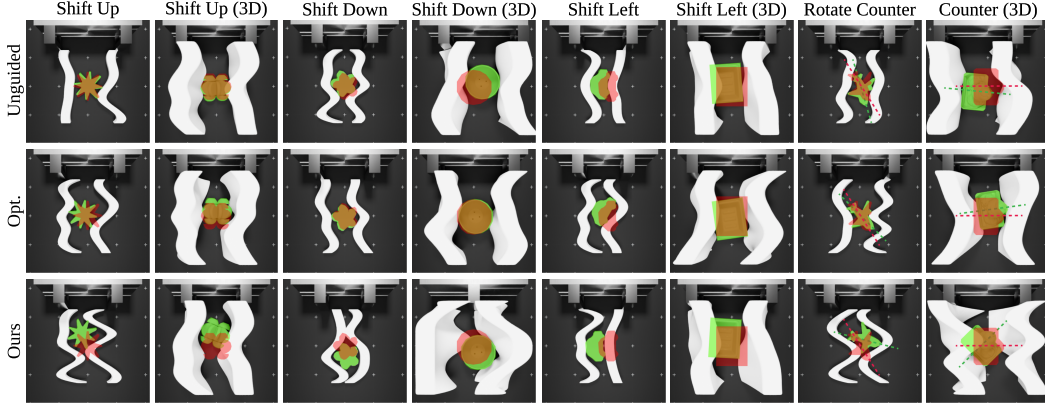 Shift Up Shift Up (3D) Shift Down Shift Down (3D) Shift Left Shift Left (3D) Rotate Counter Counter (3D)
Unguided
Opt.
Ours